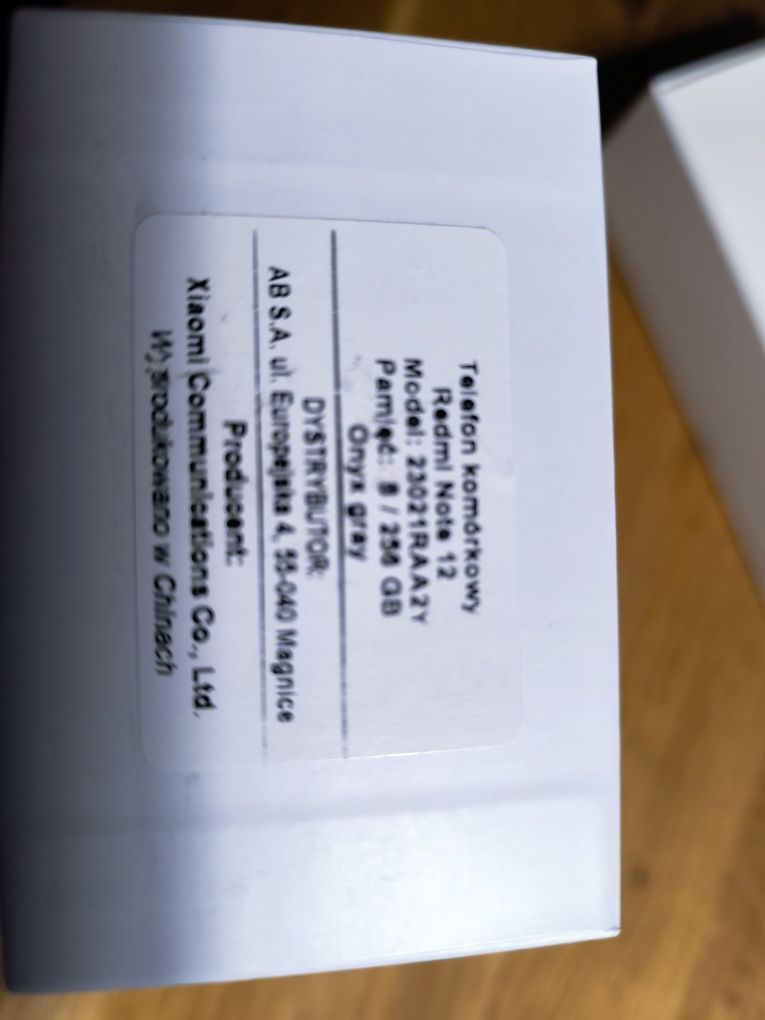 Telefon komórkowy
Redmi Note 12
Model: 23021RAA2Y
Pamięć: 8 / 256 GB
Onyx gray
DYSTRYBUTOR:
AB S.A. ul. Europejska 4, 55-040 Magnice
Producent:
Xiaomi Communications Co., Ltd.
Wyprodukowano w Chinach